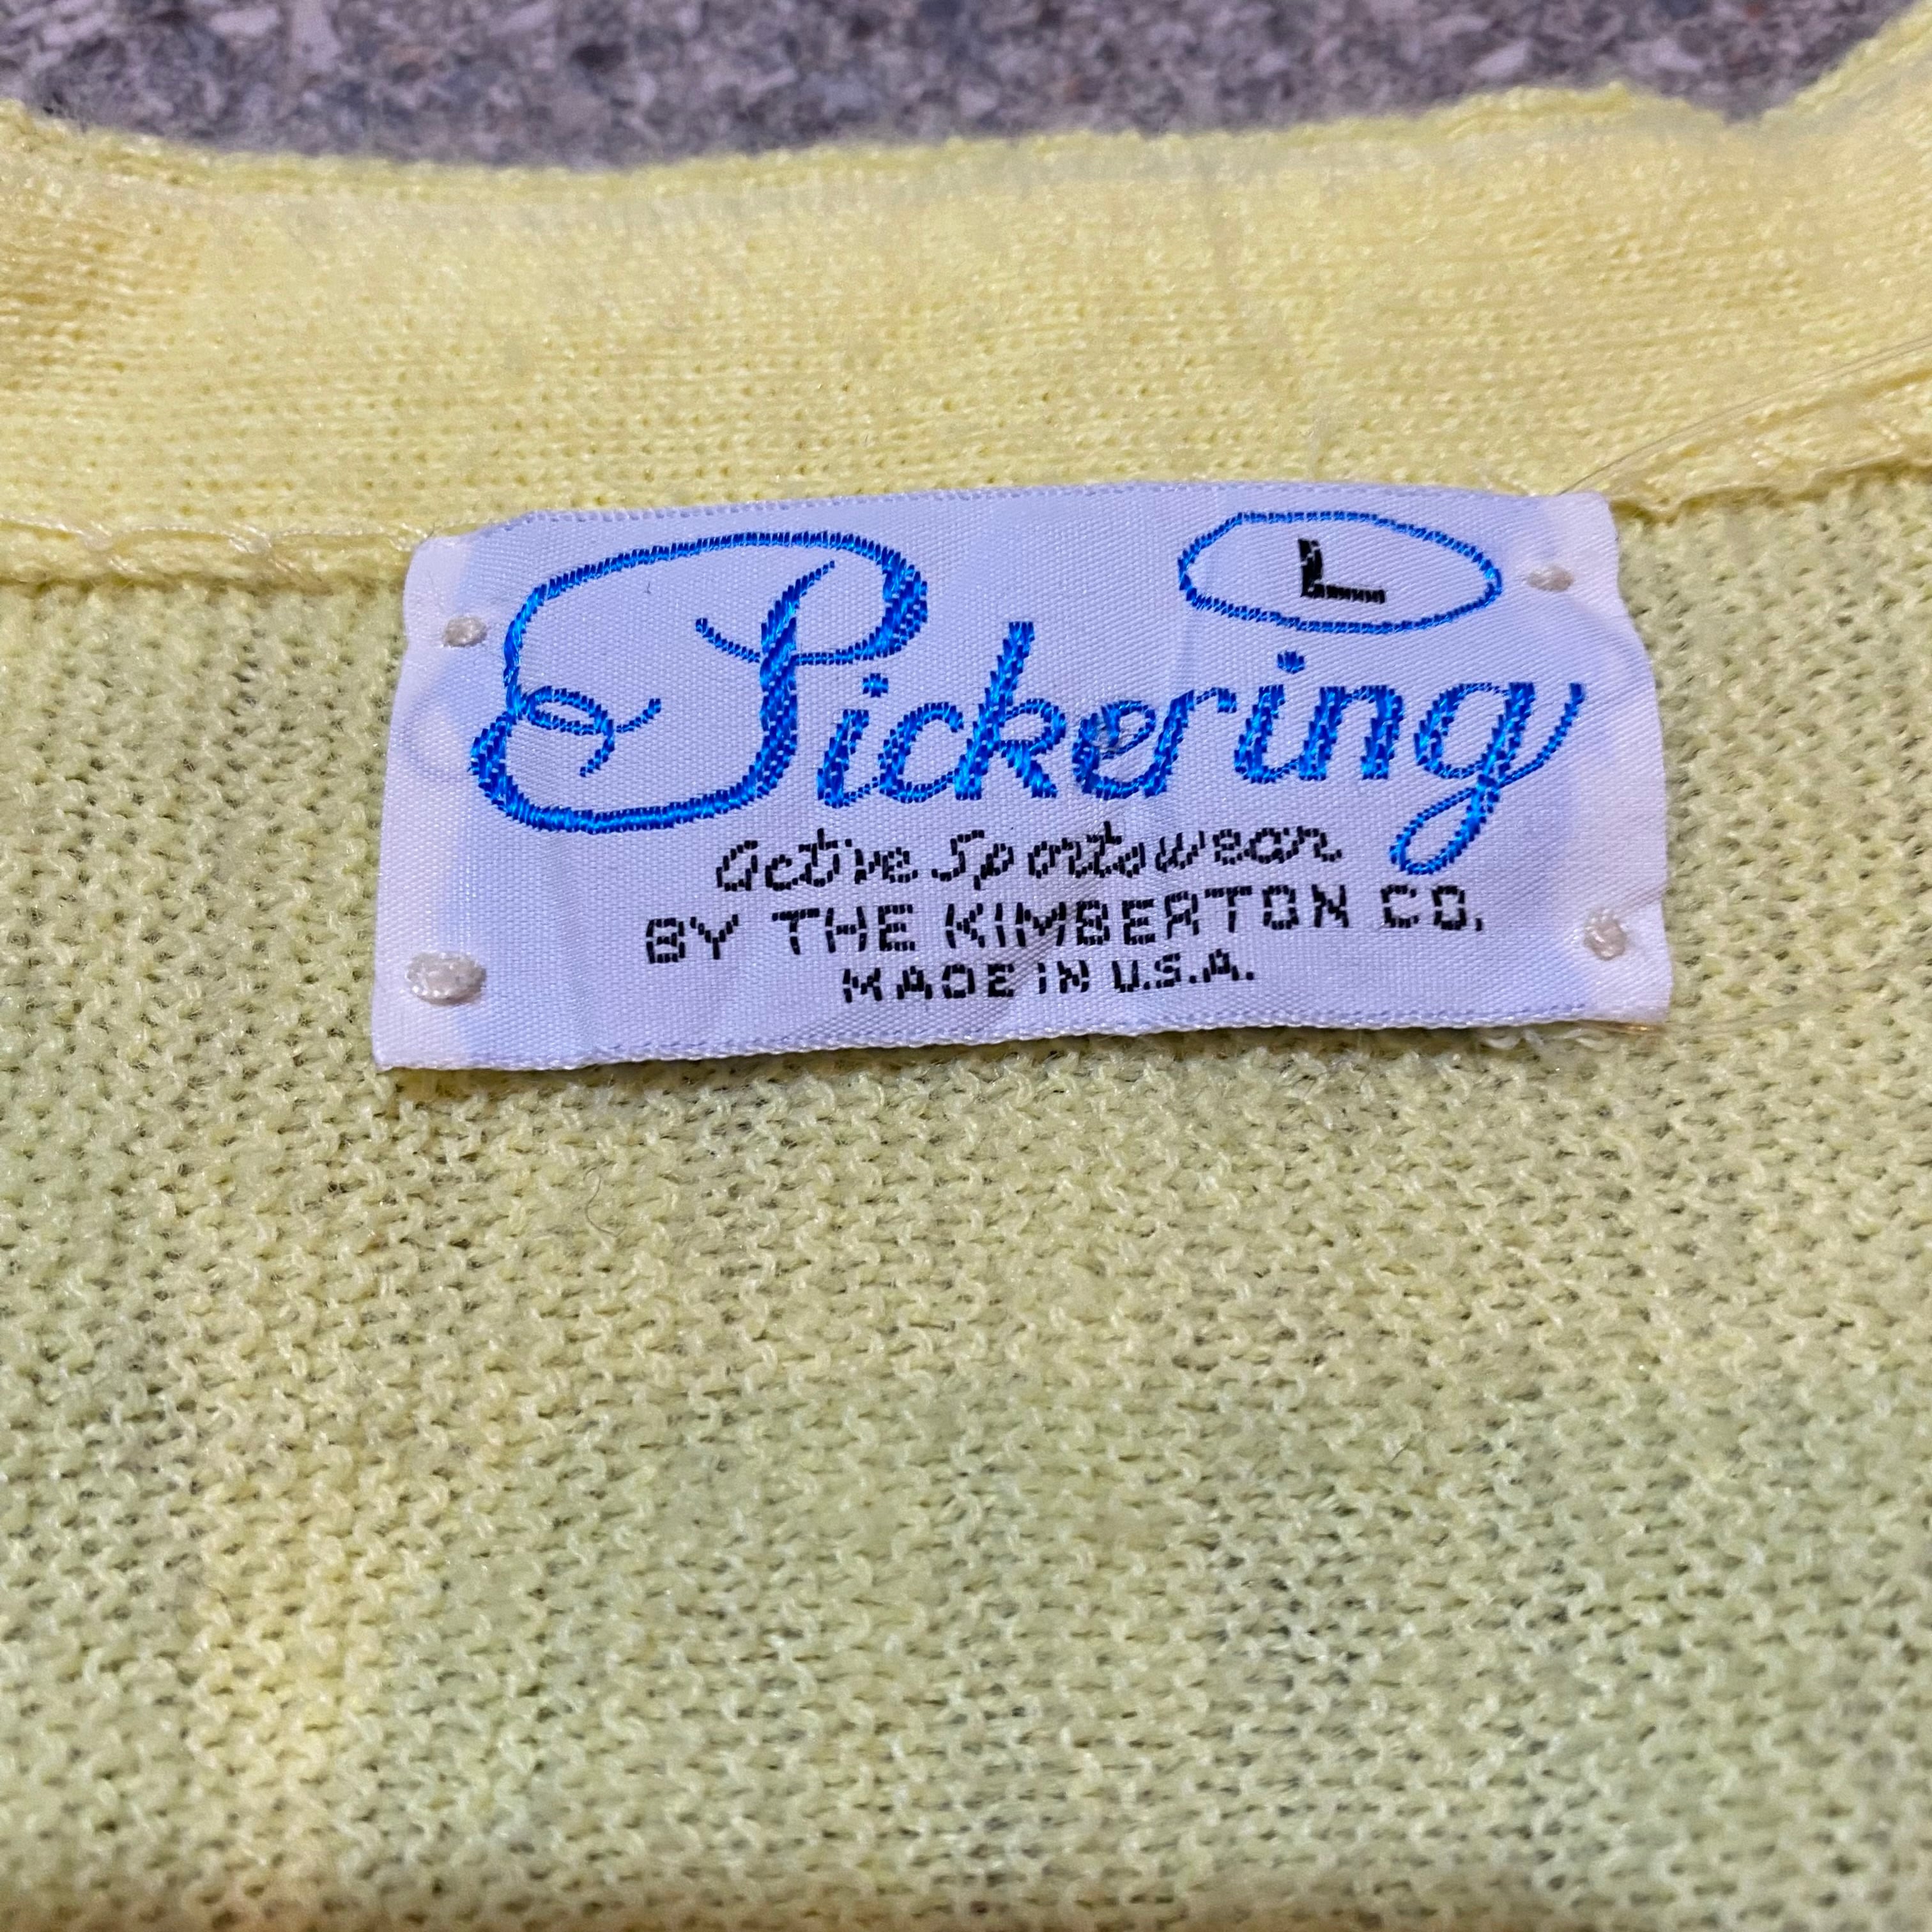 L
Pickering
active Sportswear
BY THE KIMBERTON CO.
MADE IN U.S.A.